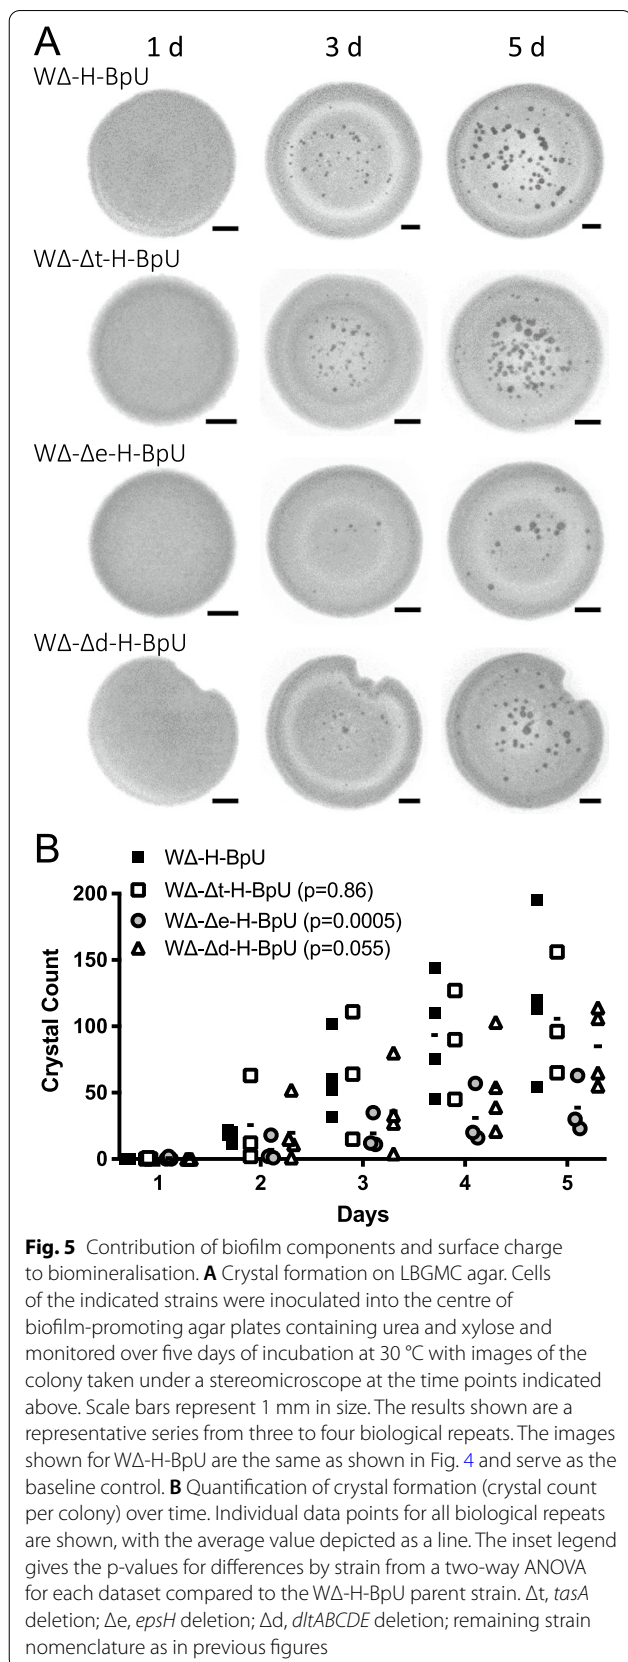 A
1 d 3 d 5 d
WΔ-H-BpU
WΔ-Δt-H-BpU
WΔ-Δe-H-BpU
WΔ-Δd-H-BpU
B
WΔ-H-BpU
WΔ-Δt-H-BpU (p=0.86)
WΔ-Δe-H-BpU (p=0.0005)
WΔ-Δd-H-BpU (p=0.055)
Crystal Count
200
150
100
50
0
1 2 3 4 5
Days
Fig. 5 Contribution of biofilm components and surface charge
to biomineralisation. A Crystal formation on LBGMC agar. Cells
of the indicated strains were inoculated into the centre of
biofilm-promoting agar plates containing urea and xylose and
monitored over five days of incubation at 30 °C with images of the
colony taken under a stereomicroscope at the time points indicated
above. Scale bars represent 1 mm in size. The results shown are a
representative series from three to four biological repeats. The images
shown for WΔ-H-BpU are the same as shown in Fig. 4 and serve as the
baseline control. B Quantification of crystal formation (crystal count
per colony) over time. Individual data points for all biological repeats
are shown, with the average value depicted as a line. The inset legend
gives the p-values for differences by strain from a two-way ANOVA
for each dataset compared to the WΔ-H-BpU parent strain. Δt, tasA
deletion; Δe, epsH deletion; Δd, dltABCDE deletion; remaining strain
nomenclature as in previous figures